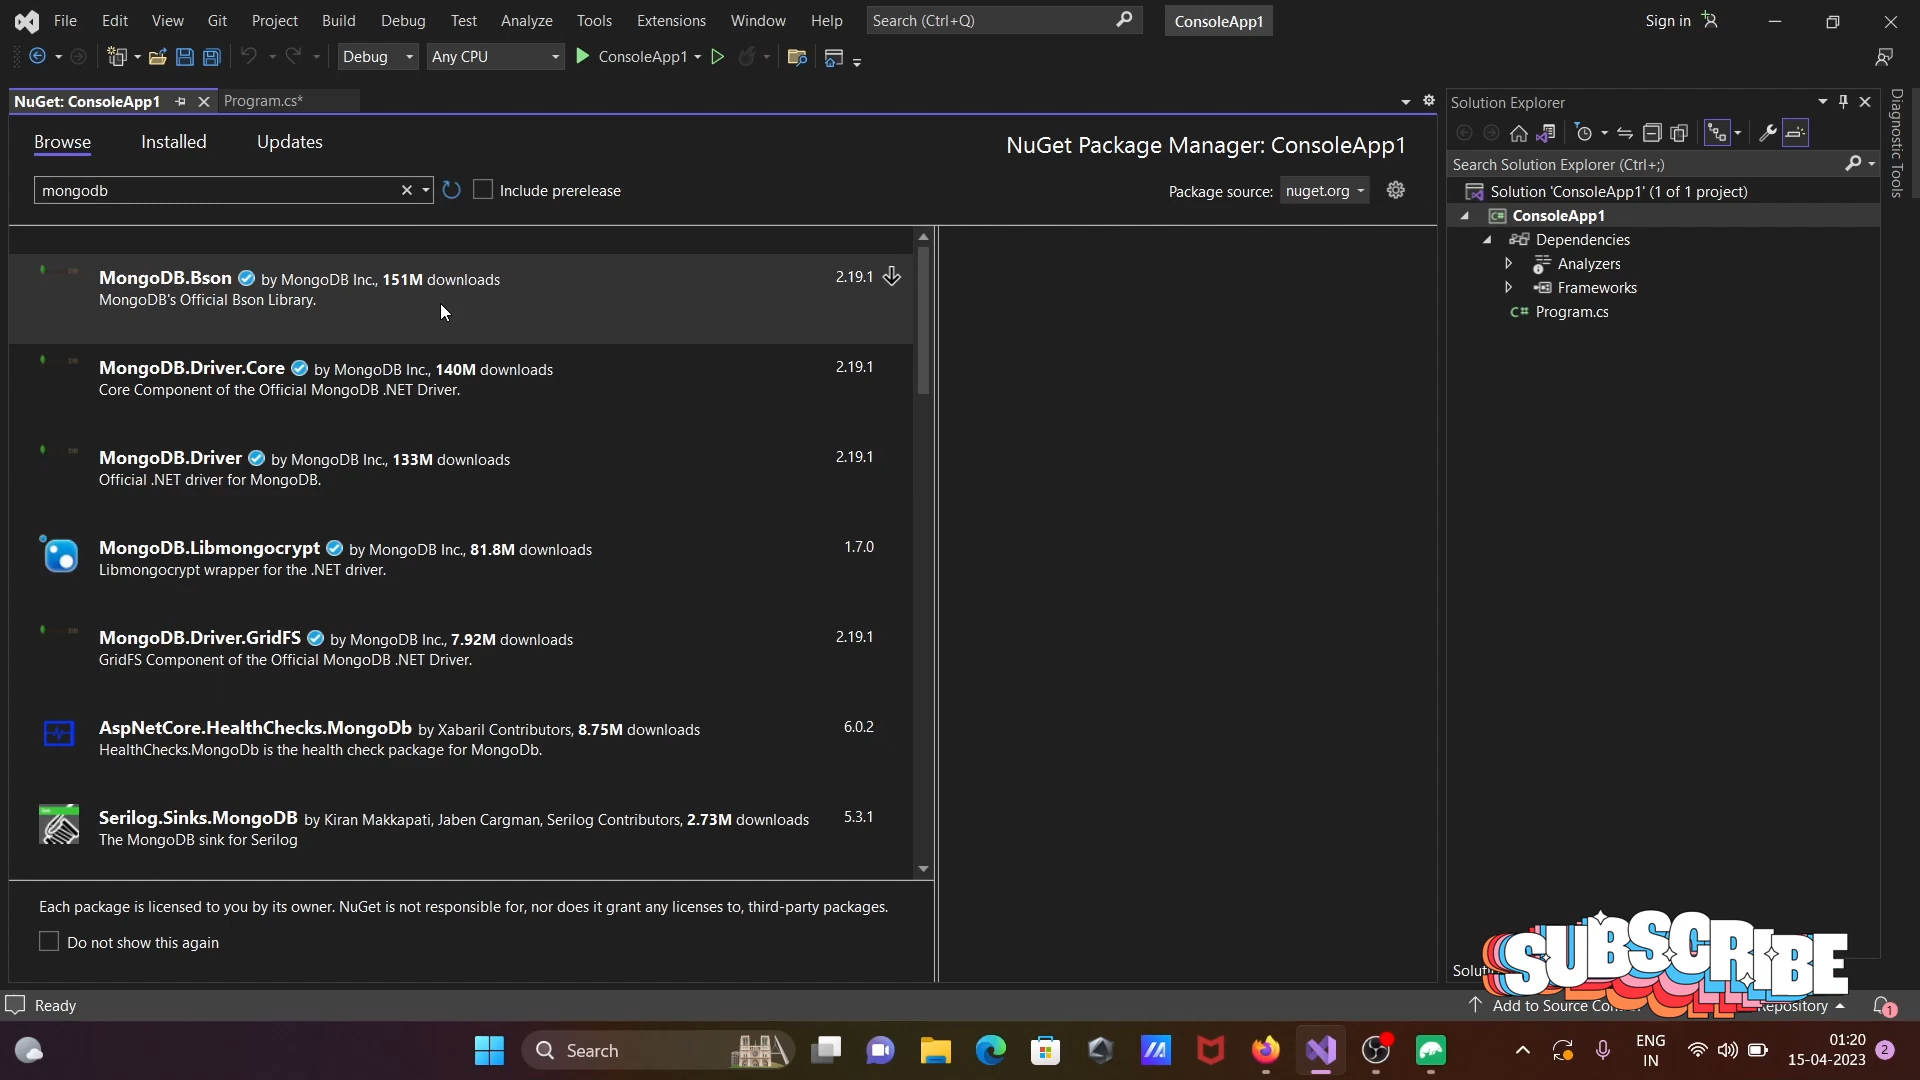 File Edit View Git Project Build Debug Test Analyze Tools Extensions Window Help Search (Ctrl+Q) ConsoleApp1 Sign in
Debug Any CPU ConsoleApp1
NuGet: ConsoleApp1 Program.cs*
Solution Explorer
Diagnostic Tools
Browse Installed Updates
NuGet Package Manager: ConsoleApp1
Search Solution Explorer (Ctrl+;)
mongodb
Include prerelease
Package source: nuget.org
Solution 'ConsoleApp1' (1 of 1 project)
ConsoleApp1
Dependencies
Analyzers
Frameworks
C# Program.cs
MongoDB.Bson by MongoDB Inc., 151M downloads 2.19.1
MongoDB's Official Bson Library.
MongoDB.Driver.Core by MongoDB Inc., 140M downloads 2.19.1
Core Component of the Official MongoDB .NET Driver.
MongoDB.Driver by MongoDB Inc., 133M downloads 2.19.1
Official .NET driver for MongoDB.
MongoDB.Libmongocrypt by MongoDB Inc., 81.8M downloads 1.7.0
Libmongocrypt wrapper for the .NET driver.
MongoDB.Driver.GridFS by MongoDB Inc., 7.92M downloads 2.19.1
GridFS Component of the Official MongoDB .NET Driver.
AspNetCore.HealthChecks.MongoDb by Xabaril Contributors, 8.75M downloads 6.0.2
HealthChecks.MongoDb is the health check package for MongoDb.
Serilog.Sinks.MongoDB by Kiran Makkapati, Jaben Cargman, Serilog Contributors, 2.73M downloads 5.3.1
The MongoDB sink for Serilog
Each package is licensed to you by its owner. NuGet is not responsible for, nor does it grant any licenses to, third-party packages.
Do not show this again
SUBSCRIBE
Ready
Add to Source
Repository
1
Search
ENG
IN
01:20
15-04-2023
2